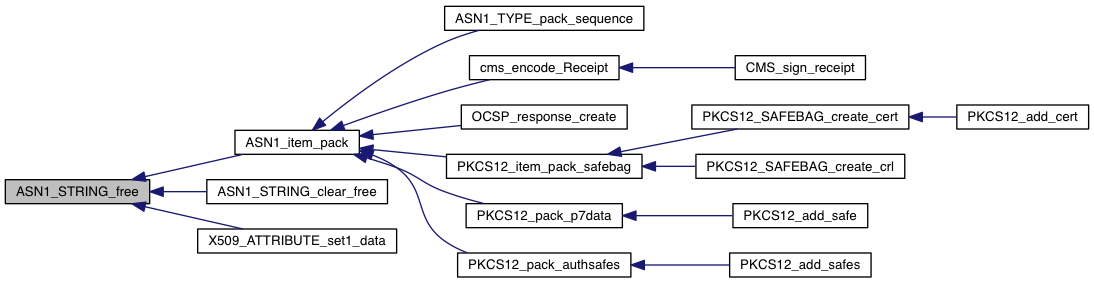 ASN1_TYPE_pack_sequence
cms_encode_Receipt
CMS_sign_receipt
OCSP_response_create
PKCS12_SAFEBAG_create_cert
PKCS12_add_cert
ASN1_item_pack
PKCS12_item_pack_safebag
PKCS12_SAFEBAG_create_crl
ASN1_STRING_free
ASN1_STRING_clear_free
PKCS12_pack_p7data
PKCS12_add_safe
X509_ATTRIBUTE_set1_data
PKCS12_pack_authsafes
PKCS12_add_safes